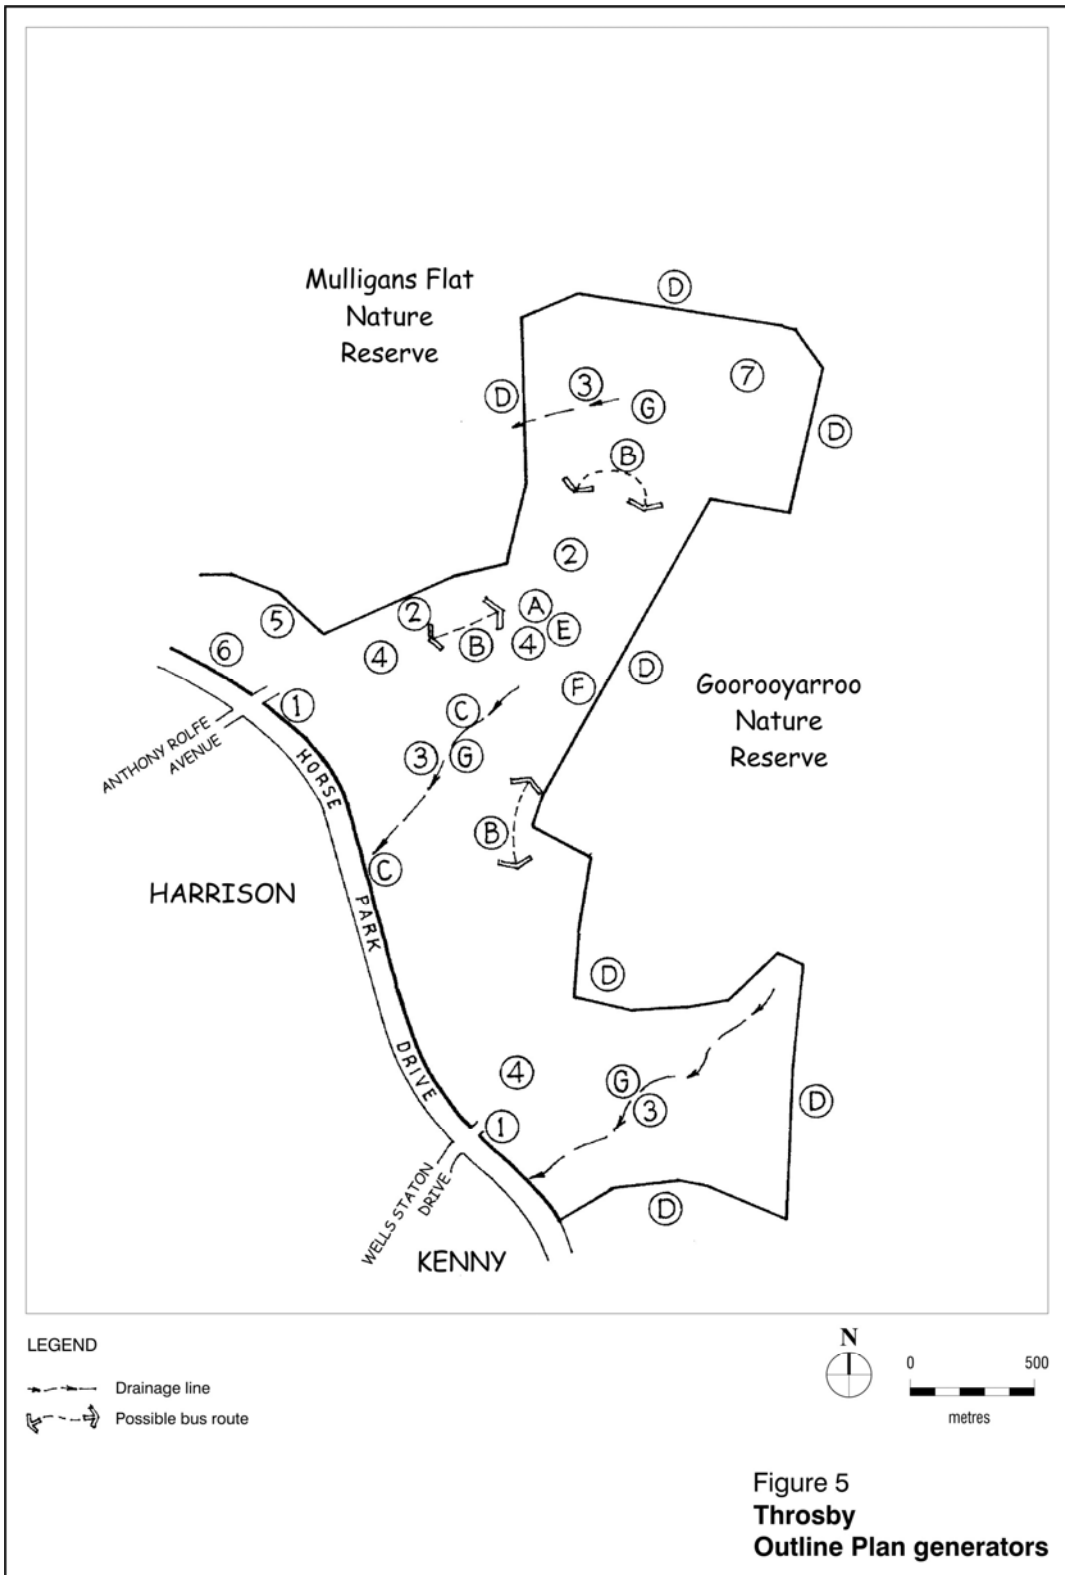 Mulligans Flat
Nature
Reserve
D
D
3
7
G
D
B
2
A
2
5
E
B
4
4
6
D
F
Goorooyarroo
Nature
Reserve
1
C
ANTHONY ROLFE
AVENUE
3
G
HORSE
PARK
DRIVE
B
C
HARRISON
D
4
G
3
D
1
WELLS STATON
DRIVE
D
KENNY
LEGEND
Drainage line
Possible bus route
N
0 500
metres
Figure 5
Throsby
Outline Plan generators